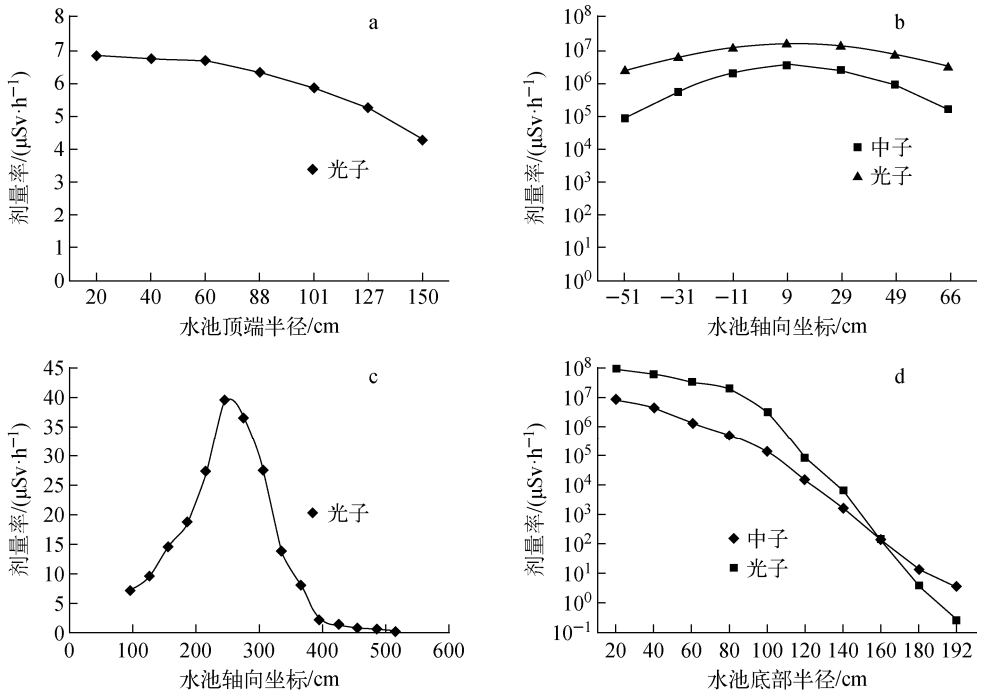 a
剂量率/(μSv·h⁻¹)
8
7
6
5
4
3
2
1
0
光子
20 40 60 88 101 127 150
水池顶端半径/cm
b
剂量率/(μSv·h⁻¹)
10⁸
10⁷
10⁶
10⁵
10⁴
10³
10²
10¹
10⁰
中子
光子
−51 −31 −11 9 29 49 66
水池轴向坐标/cm
c
剂量率/(μSv·h⁻¹)
45
40
35
30
25
20
15
10
5
0
光子
0 100 200 300 400 500 600
水池轴向坐标/cm
d
剂量率/(μSv·h⁻¹)
10⁸
10⁷
10⁶
10⁵
10⁴
10³
10²
10¹
10⁰
10⁻¹
中子
光子
20 40 60 80 100 120 140 160 180 192
水池底部半径/cm